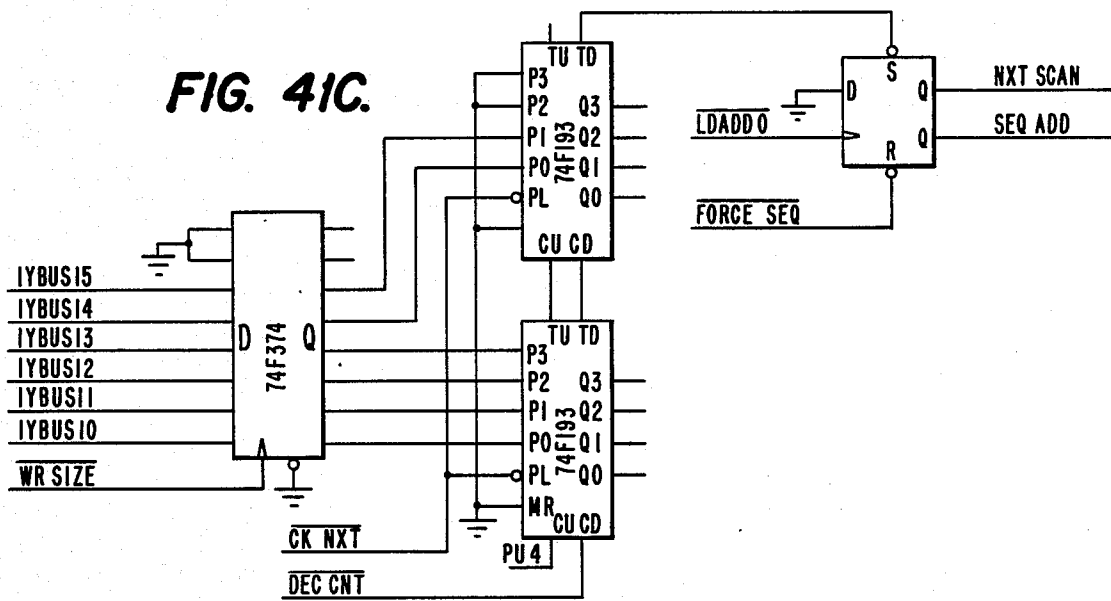 FIG. 41C.
TU TD
P3
P2
P1
P0
PL
Q3
Q2
Q1
Q0
74F193
CU CD
S
D
Q
NXT SCAN
Q
SEQ ADD
R
LDADD0
FORCE SEQ
IYBUS15
IYBUS14
IYBUS13
IYBUS12
IYBUS11
IYBUS10
WR SIZE
D
Q
74F374
TU TD
P3
P2
P1
P0
PL
MR
Q3
Q2
Q1
Q0
74F193
CU CD
CK NXT
PU4
DEC CNT